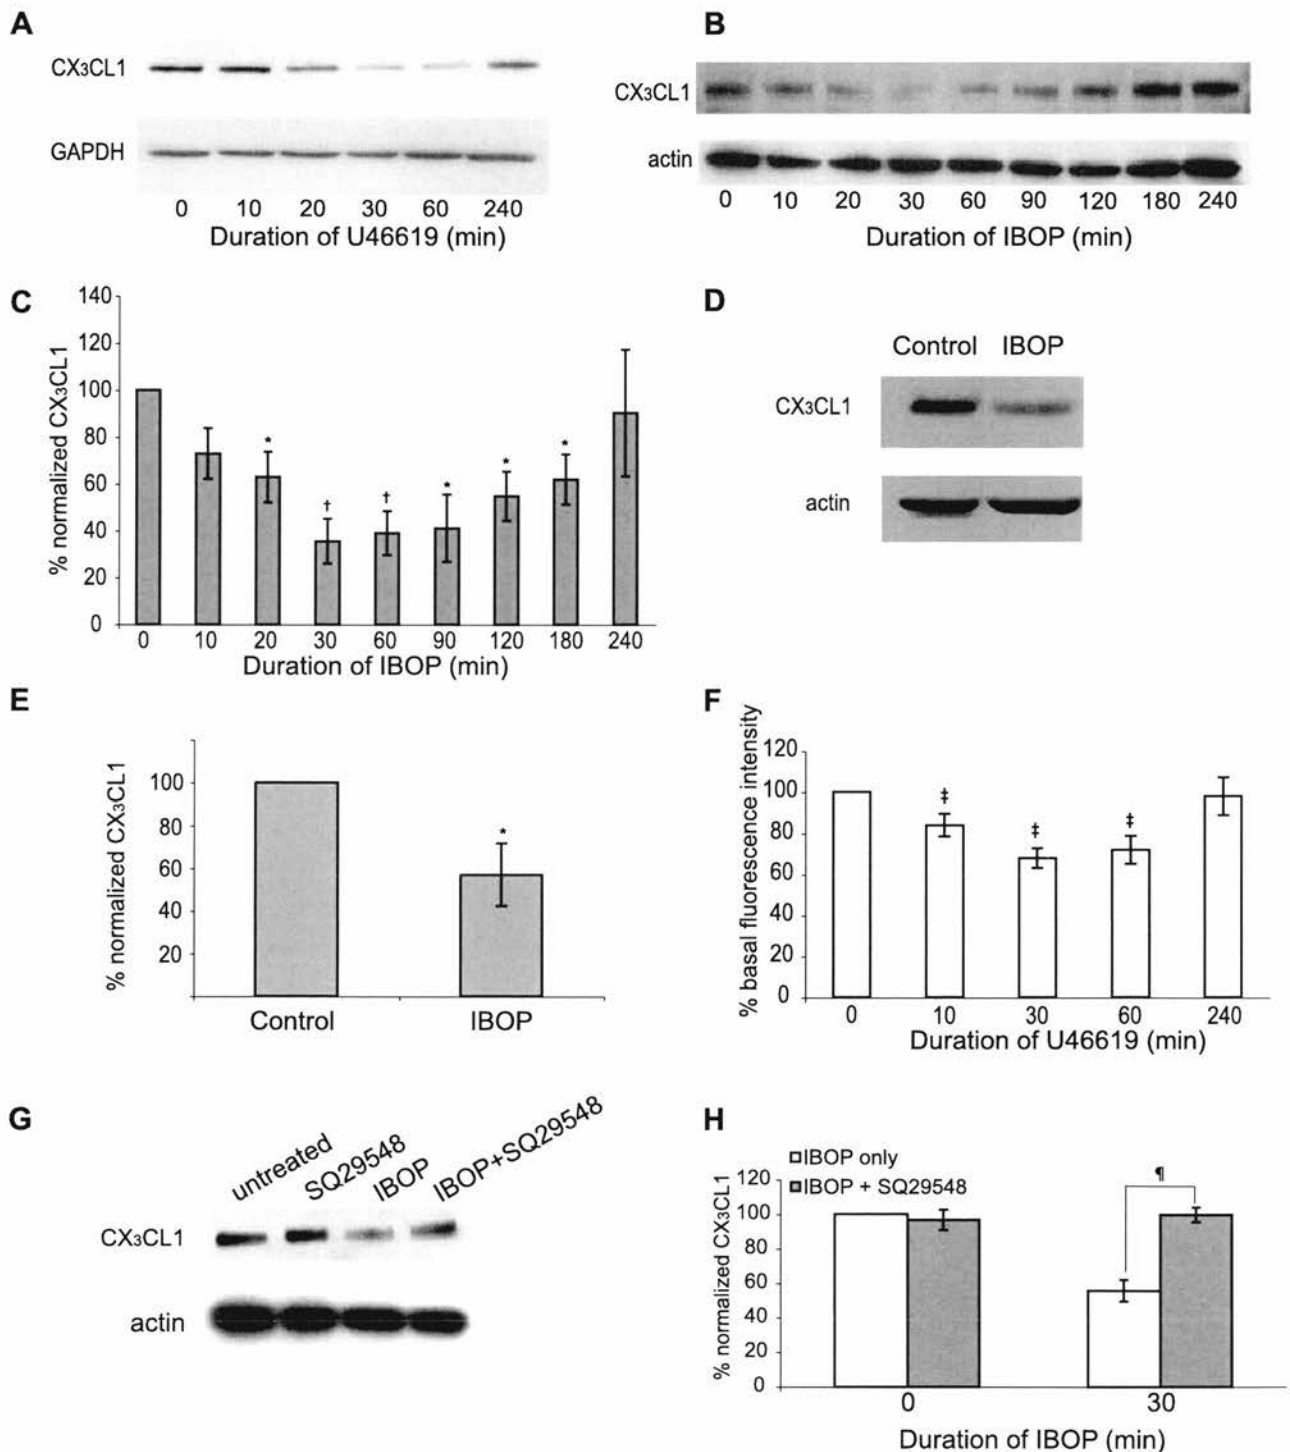 A
CX₃CL1
GAPDH
0 10 20 30 60 240
Duration of U46619 (min)
B
CX₃CL1
actin
0 10 20 30 60 90 120 180 240
Duration of IBOP (min)
C
% normalized CX₃CL1
140
120
100
80
60
40
20
0
* † † * * *
0 10 20 30 60 90 120 180 240
Duration of IBOP (min)
D
Control IBOP
CX₃CL1
actin
E
% normalized CX₃CL1
100
80
60
40
20
*
Control IBOP
F
% basal fluorescence intensity
120
100
80
60
40
20
0
‡ ‡ ‡
0 10 30 60 240
Duration of U46619 (min)
G
untreated SQ29548 IBOP IBOP+SQ29548
CX₃CL1
actin
H
IBOP only
IBOP + SQ29548
% normalized CX₃CL1
120
100
80
60
40
20
0
¶
0 30
Duration of IBOP (min)